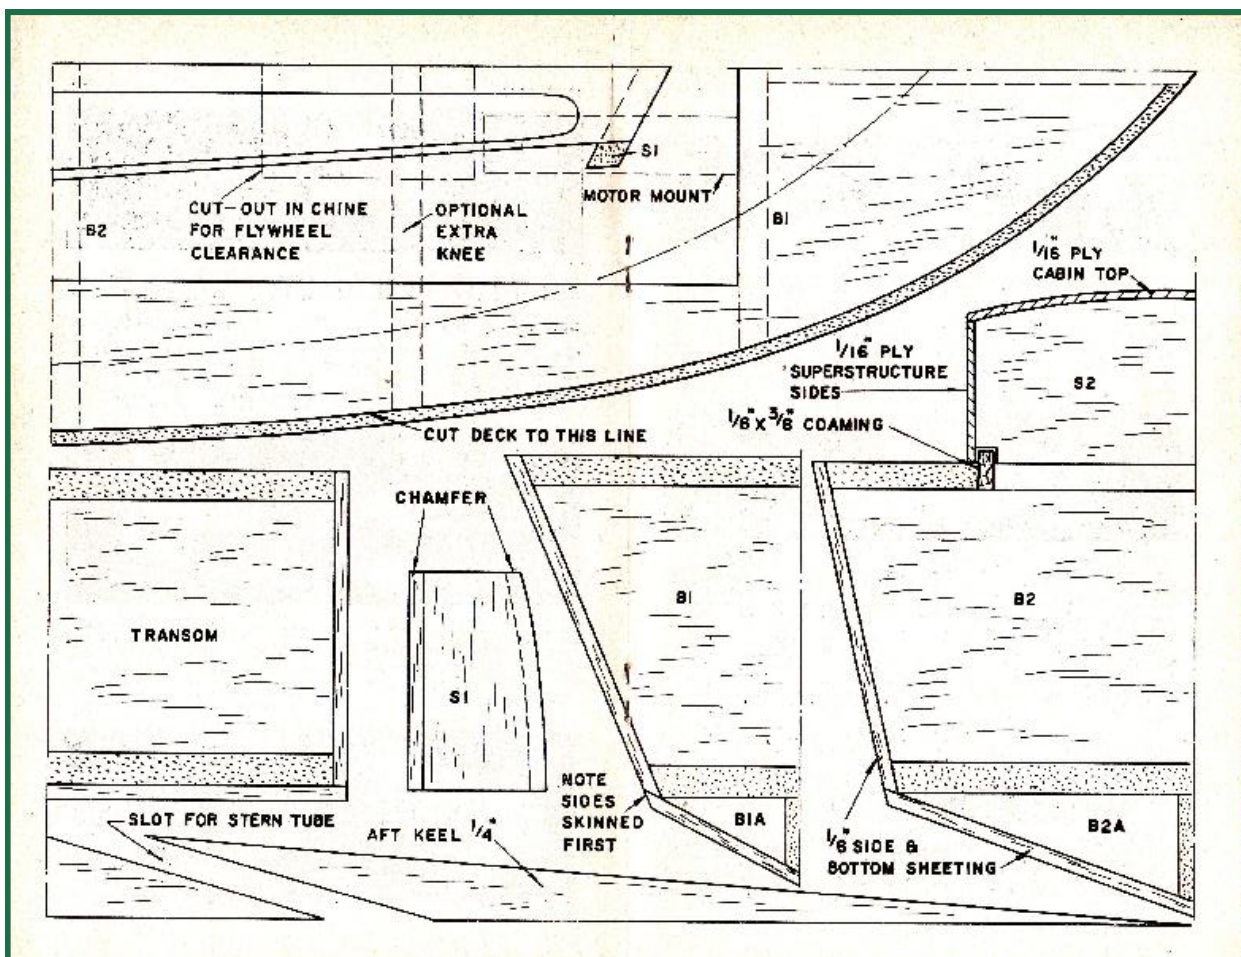 S1
MOTOR MOUNT
B2
CUT-OUT IN CHINE
FOR FLYWHEEL
CLEARANCE
OPTIONAL
EXTRA
KNEE
B1
1/16" PLY
CABIN TOP
1/16" PLY
SUPERSTRUCTURE
SIDES
S2
1/8" X 3/8" COAMING
CUT DECK TO THIS LINE
CHAMFER
TRANSOM
S1
B1
B2
NOTE
SIDES
SKINNED
FIRST
B1A
B2A
1/8" SIDE &
BOTTOM SHEETING
SLOT FOR STERN TUBE
AFT KEEL 1/4"